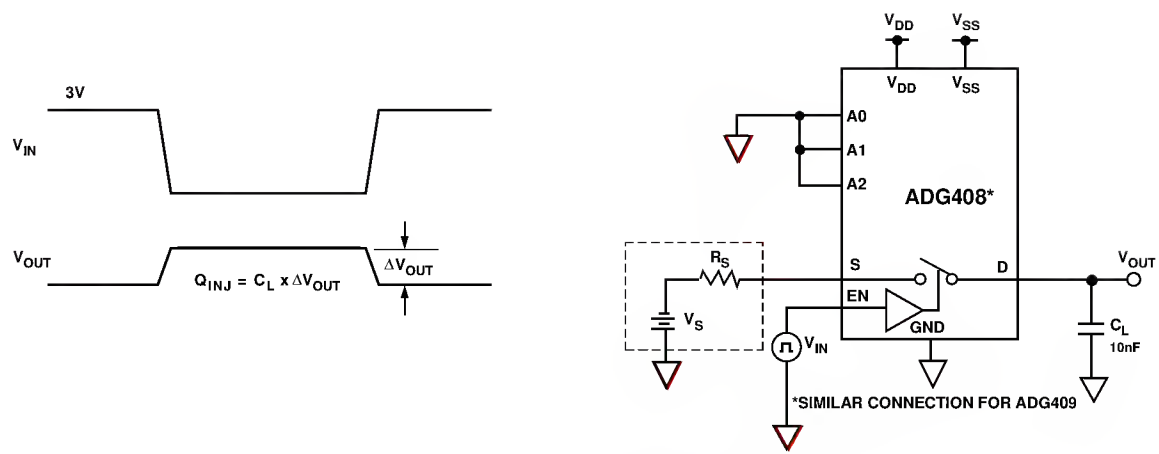 3V
VIN
VOUT
ΔVOUT
QINJ = CL x ΔVOUT
VDD
VSS
VDD
VSS
A0
A1
A2
ADG408*
RS
S
D
VOUT
EN
VS
GND
VIN
CL
10nF
*SIMILAR CONNECTION FOR ADG409